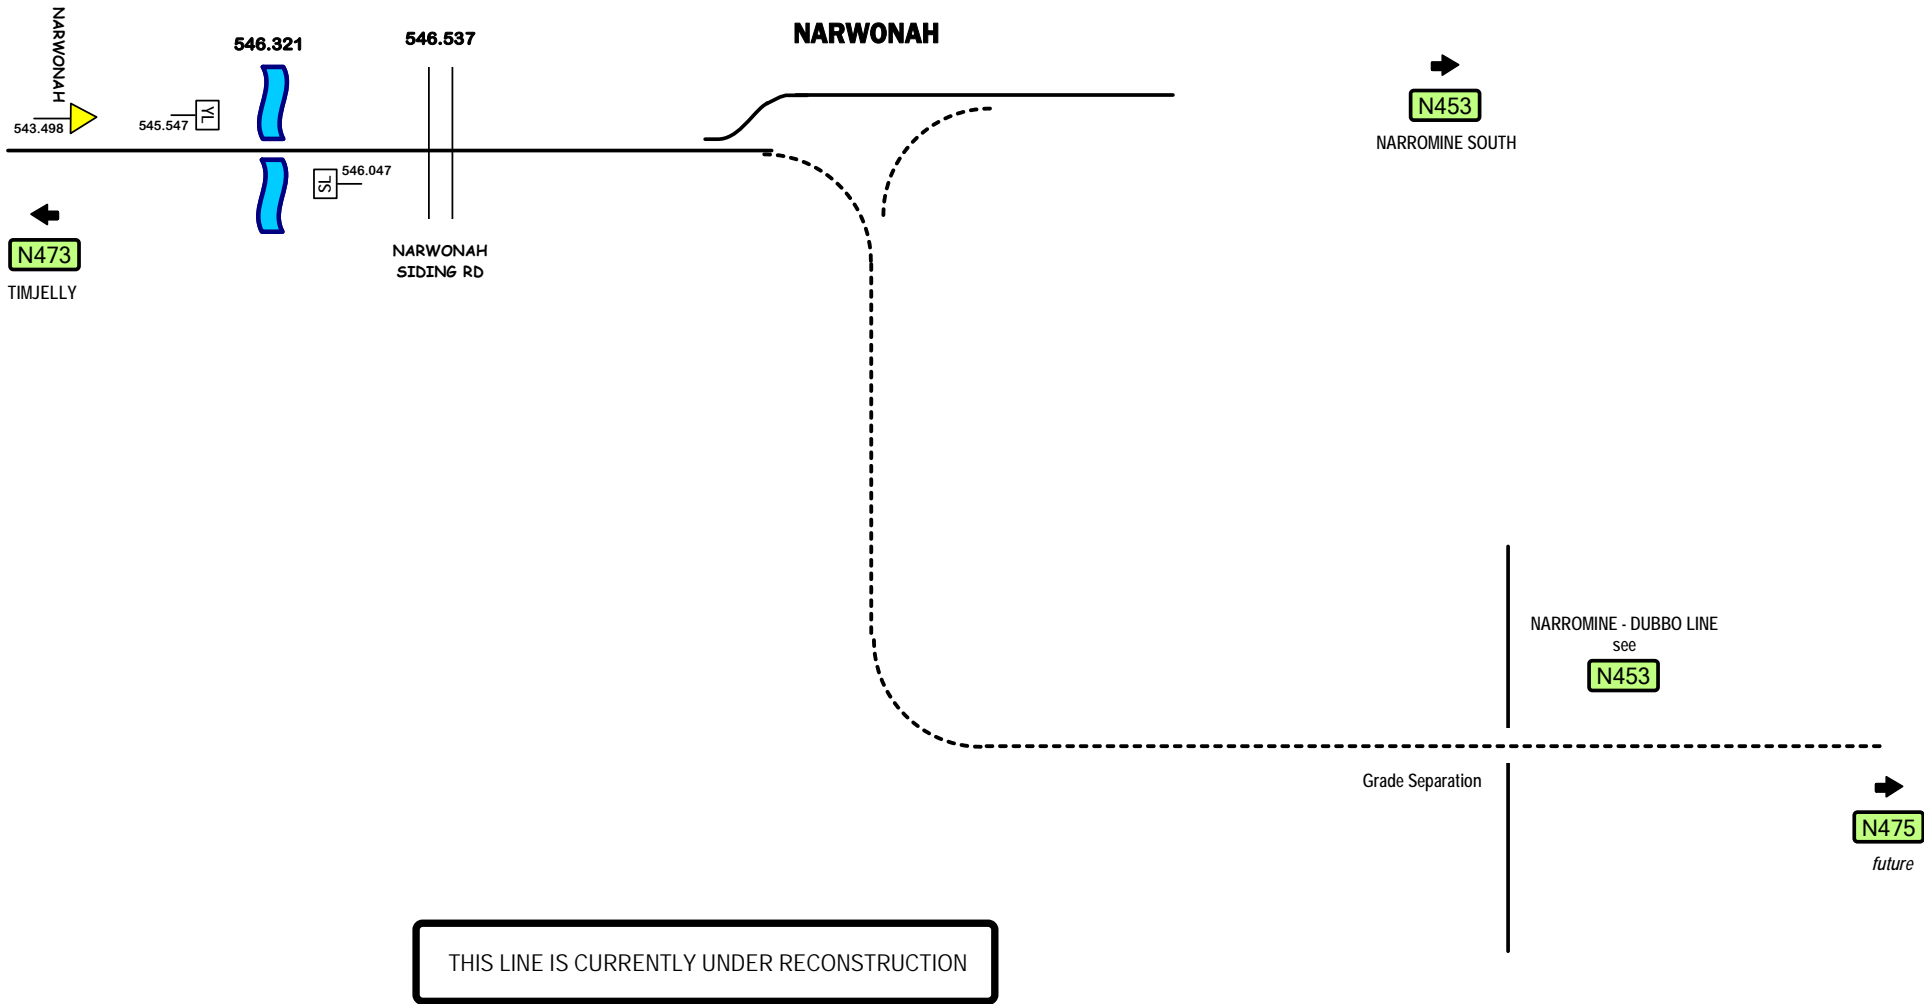 NARWONAH
543.498
545.547
YL
546.321
546.537
NARWONAH
N453
NARROMINE SOUTH
SL
546.047
N473
TIMJELLY
NARWONAH
SIDING RD
NARROMINE - DUBBO LINE
see
N453
Grade Separation
N475
future
THIS LINE IS CURRENTLY UNDER RECONSTRUCTION